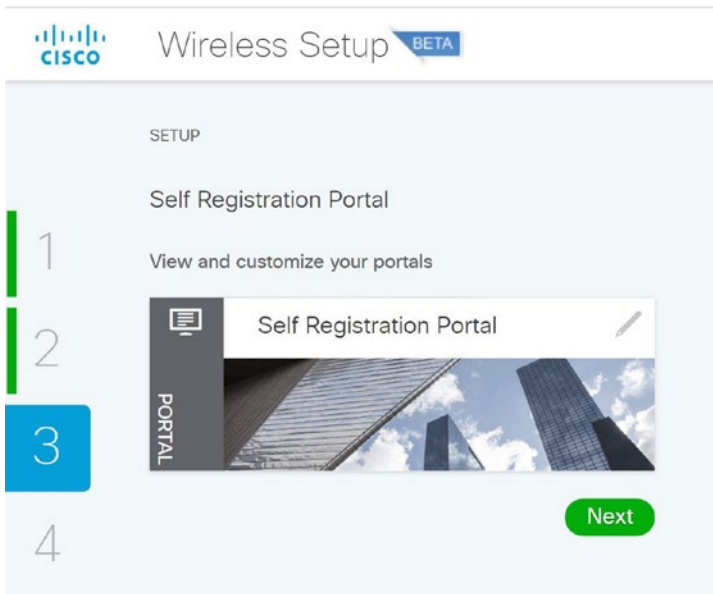 CISCO
Wireless Setup BETA
SETUP
Self Registration Portal
1
View and customize your portals
2
Self Registration Portal
PORTAL
3
Next
4